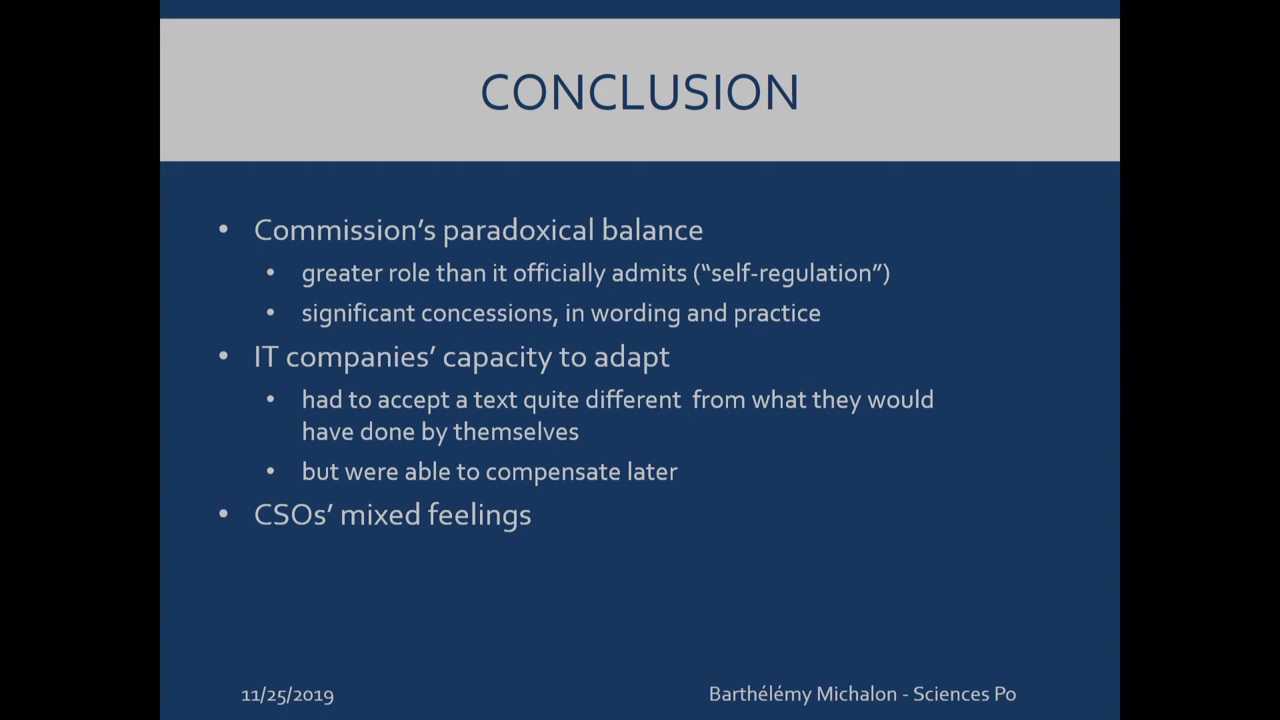 CONCLUSION
• Commission’s paradoxical balance
• greater role than it officially admits (“self-regulation”)
• significant concessions, in wording and practice
• IT companies’ capacity to adapt
• had to accept a text quite different  from what they would
have done by themselves
• but were able to compensate later
• CSOs’ mixed feelings
11/25/2019
Barthélémy Michalon - Sciences Po